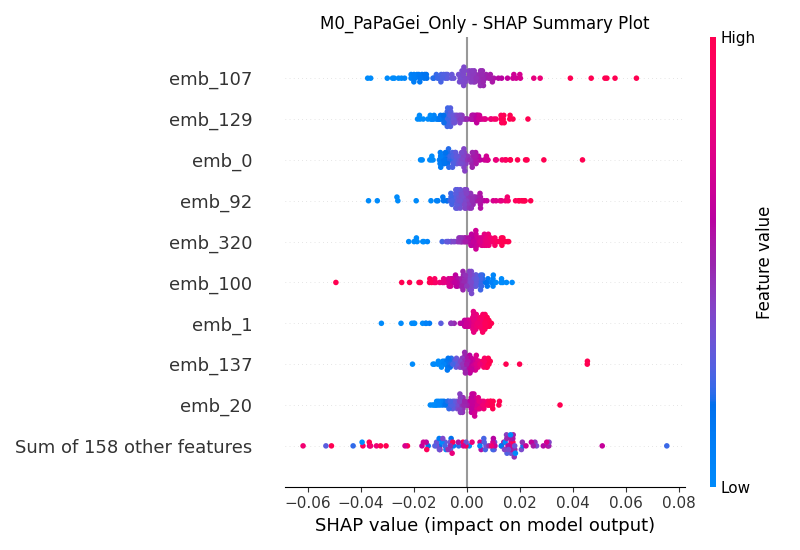 M0_PaPaGei_Only - SHAP Summary Plot
High
emb_107
emb_129
emb_0
emb_92
emb_320
emb_100
emb_1
emb_137
emb_20
Sum of 158 other features
Feature value
Low
−0.06 −0.04 −0.02 0.00 0.02 0.04 0.06 0.08
SHAP value (impact on model output)